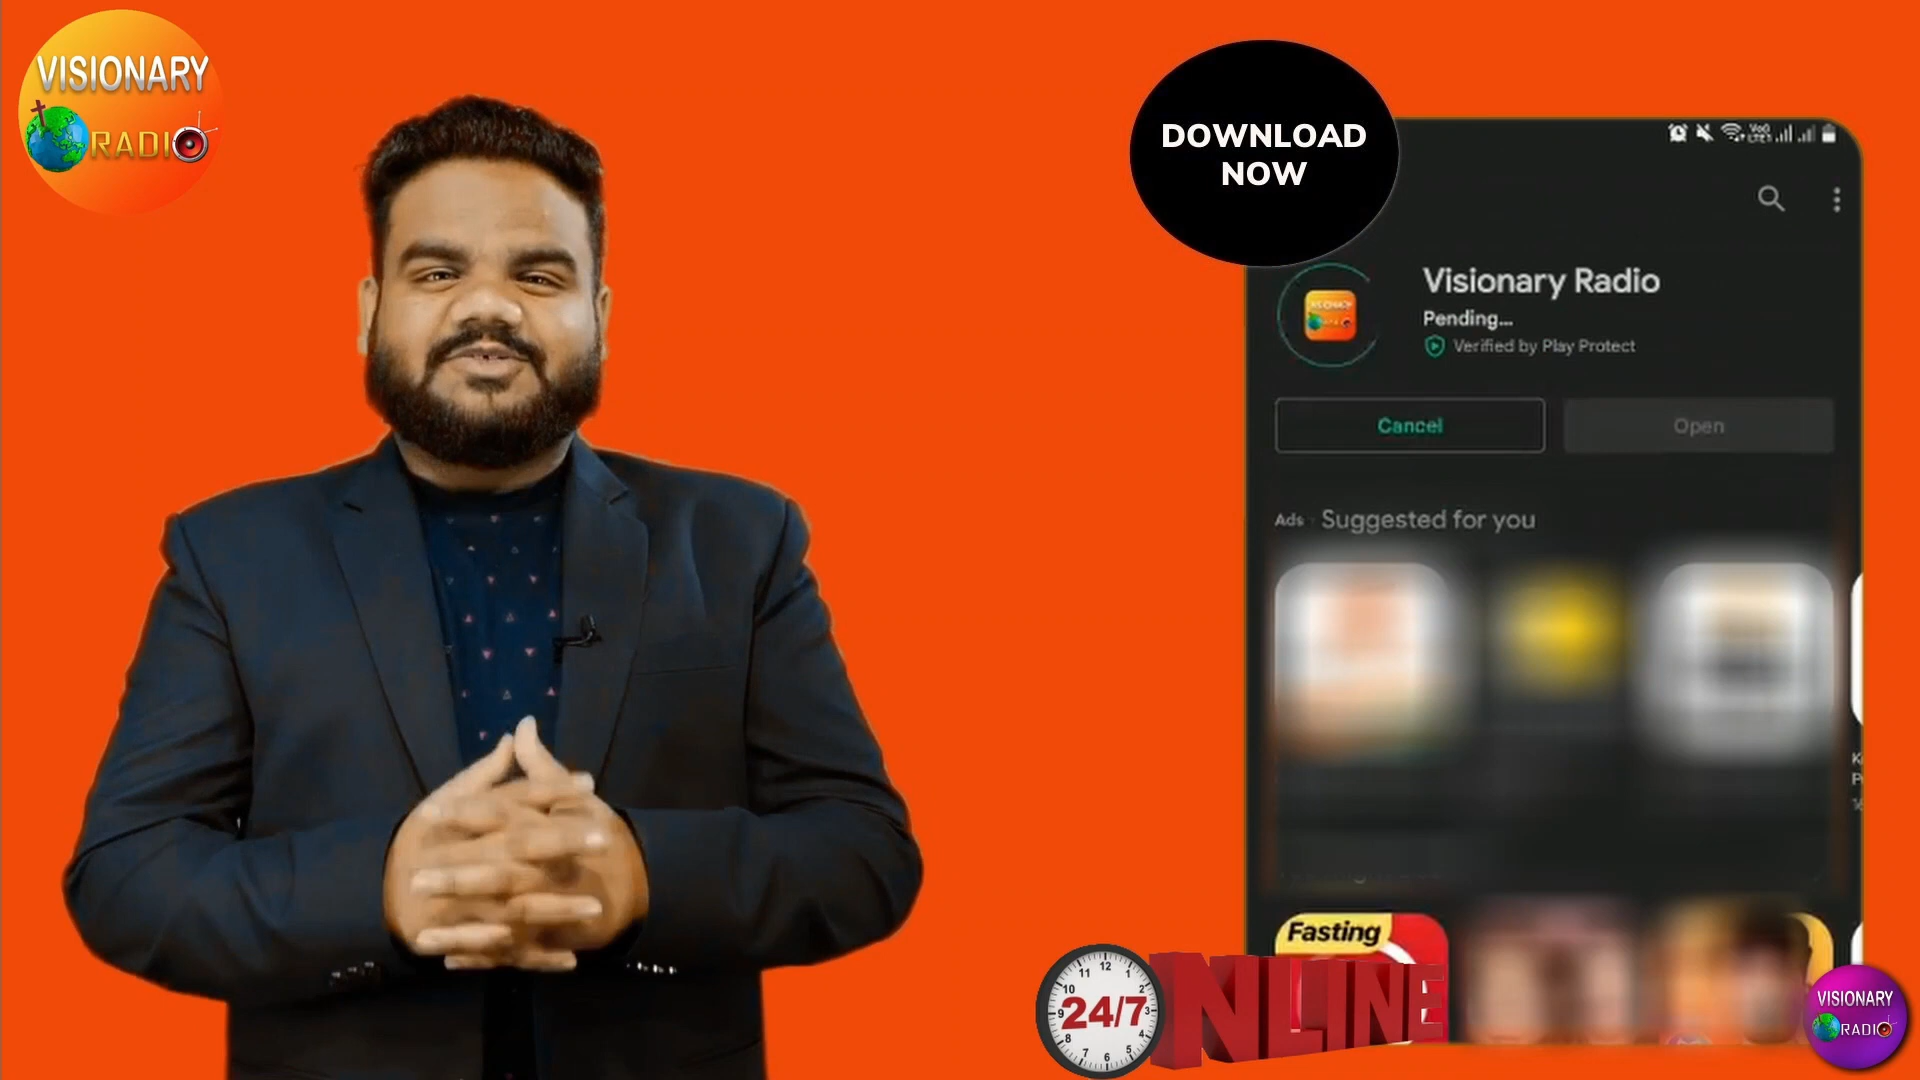 VISIONARY
RADIO
DOWNLOAD
NOW
Visionary Radio
Pending...
Verified by Play Protect
Cancel
Open
Ads · Suggested for you
Fasting
24/7
ONLINE
VISIONARY
RADIO